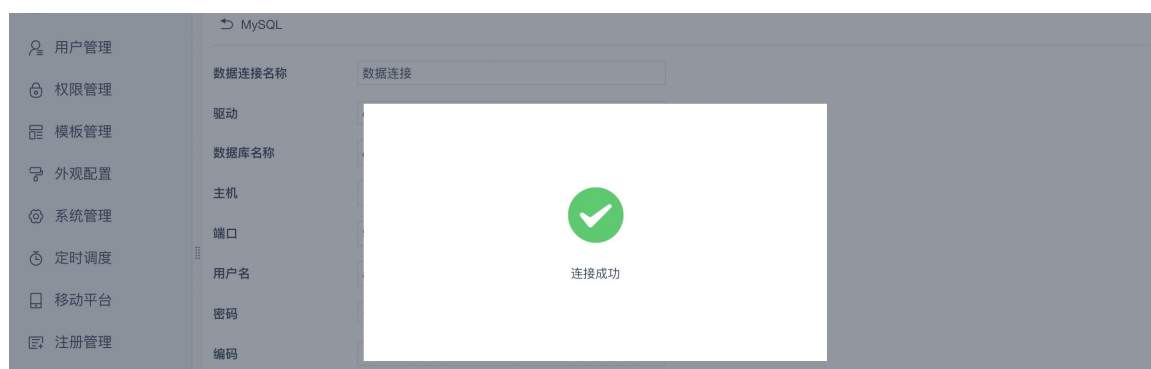 MySQL
用户管理
权限管理
模板管理
外观配置
系统管理
定时调度
移动平台
注册管理
数据连接名称 数据连接
驱动
数据库名称
主机
端口
用户名
密码
编码
连接成功